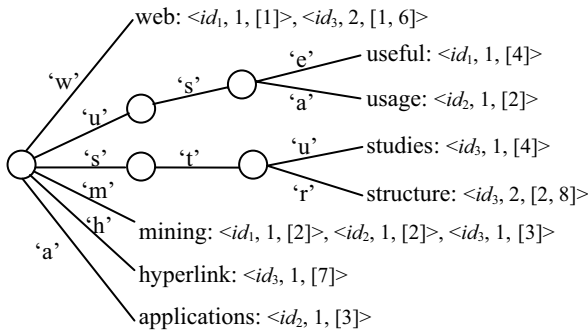 web: <id₁, 1, [1]>, <id₃, 2, [1, 6]>
‘w’
‘e’
useful: <id₁, 1, [4]>
‘s’
‘a’
usage: <id₂, 1, [2]>
‘u’
‘u’
studies: <id₃, 1, [4]>
‘s’
‘t’
‘r’
structure: <id₃, 2, [2, 8]>
‘m’
‘h’
mining: <id₁, 1, [2]>, <id₂, 1, [2]>, <id₃, 1, [3]>
‘a’
hyperlink: <id₃, 1, [7]>
applications: <id₂, 1, [3]>